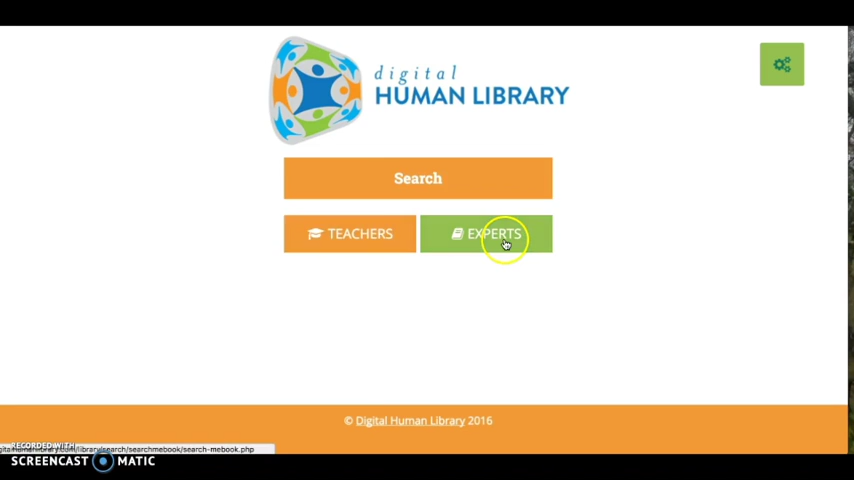 digital
HUMAN LIBRARY
Search
TEACHERS
EXPERTS
© Digital Human Library 2016
RECORDED WITH
SCREENCAST MATIC